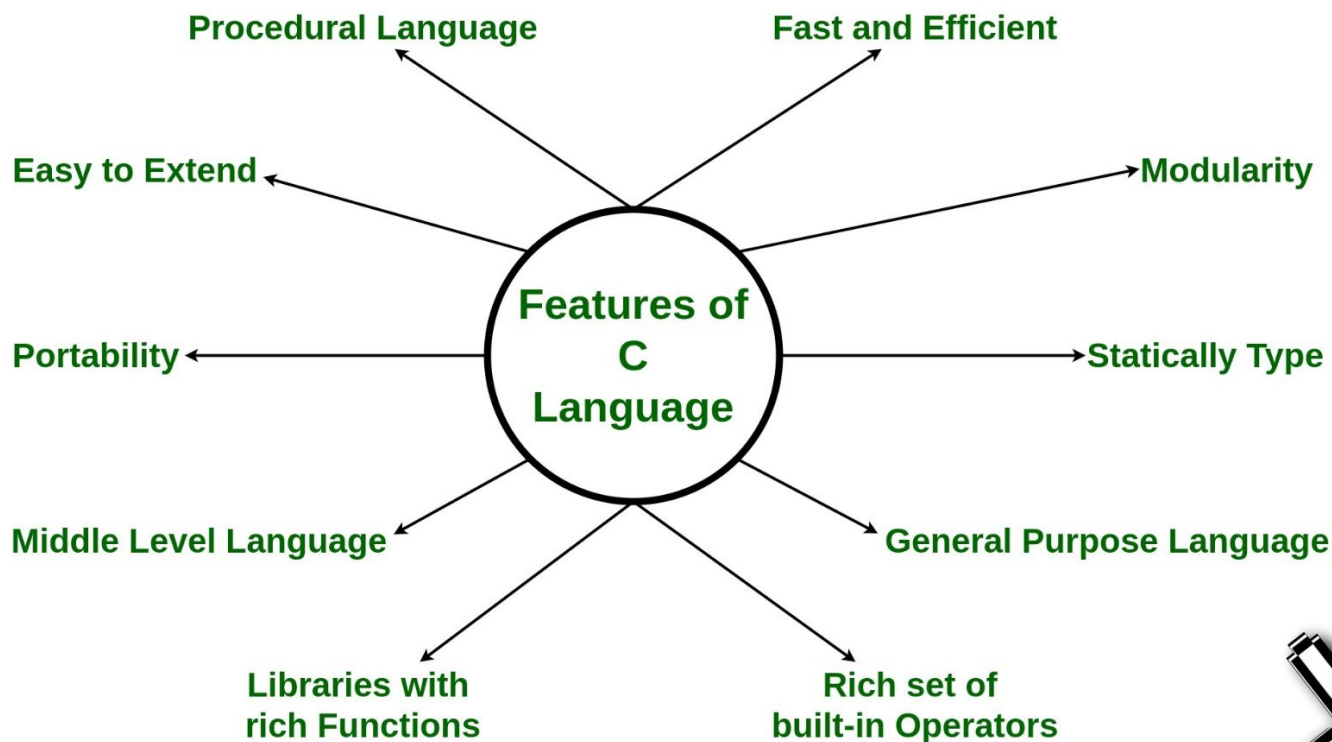 Procedural Language
Fast and Efficient
Easy to Extend
Modularity
Features of
C
Language
Portability
Statically Type
Middle Level Language
General Purpose Language
Libraries with
rich Functions
Rich set of
built-in Operators